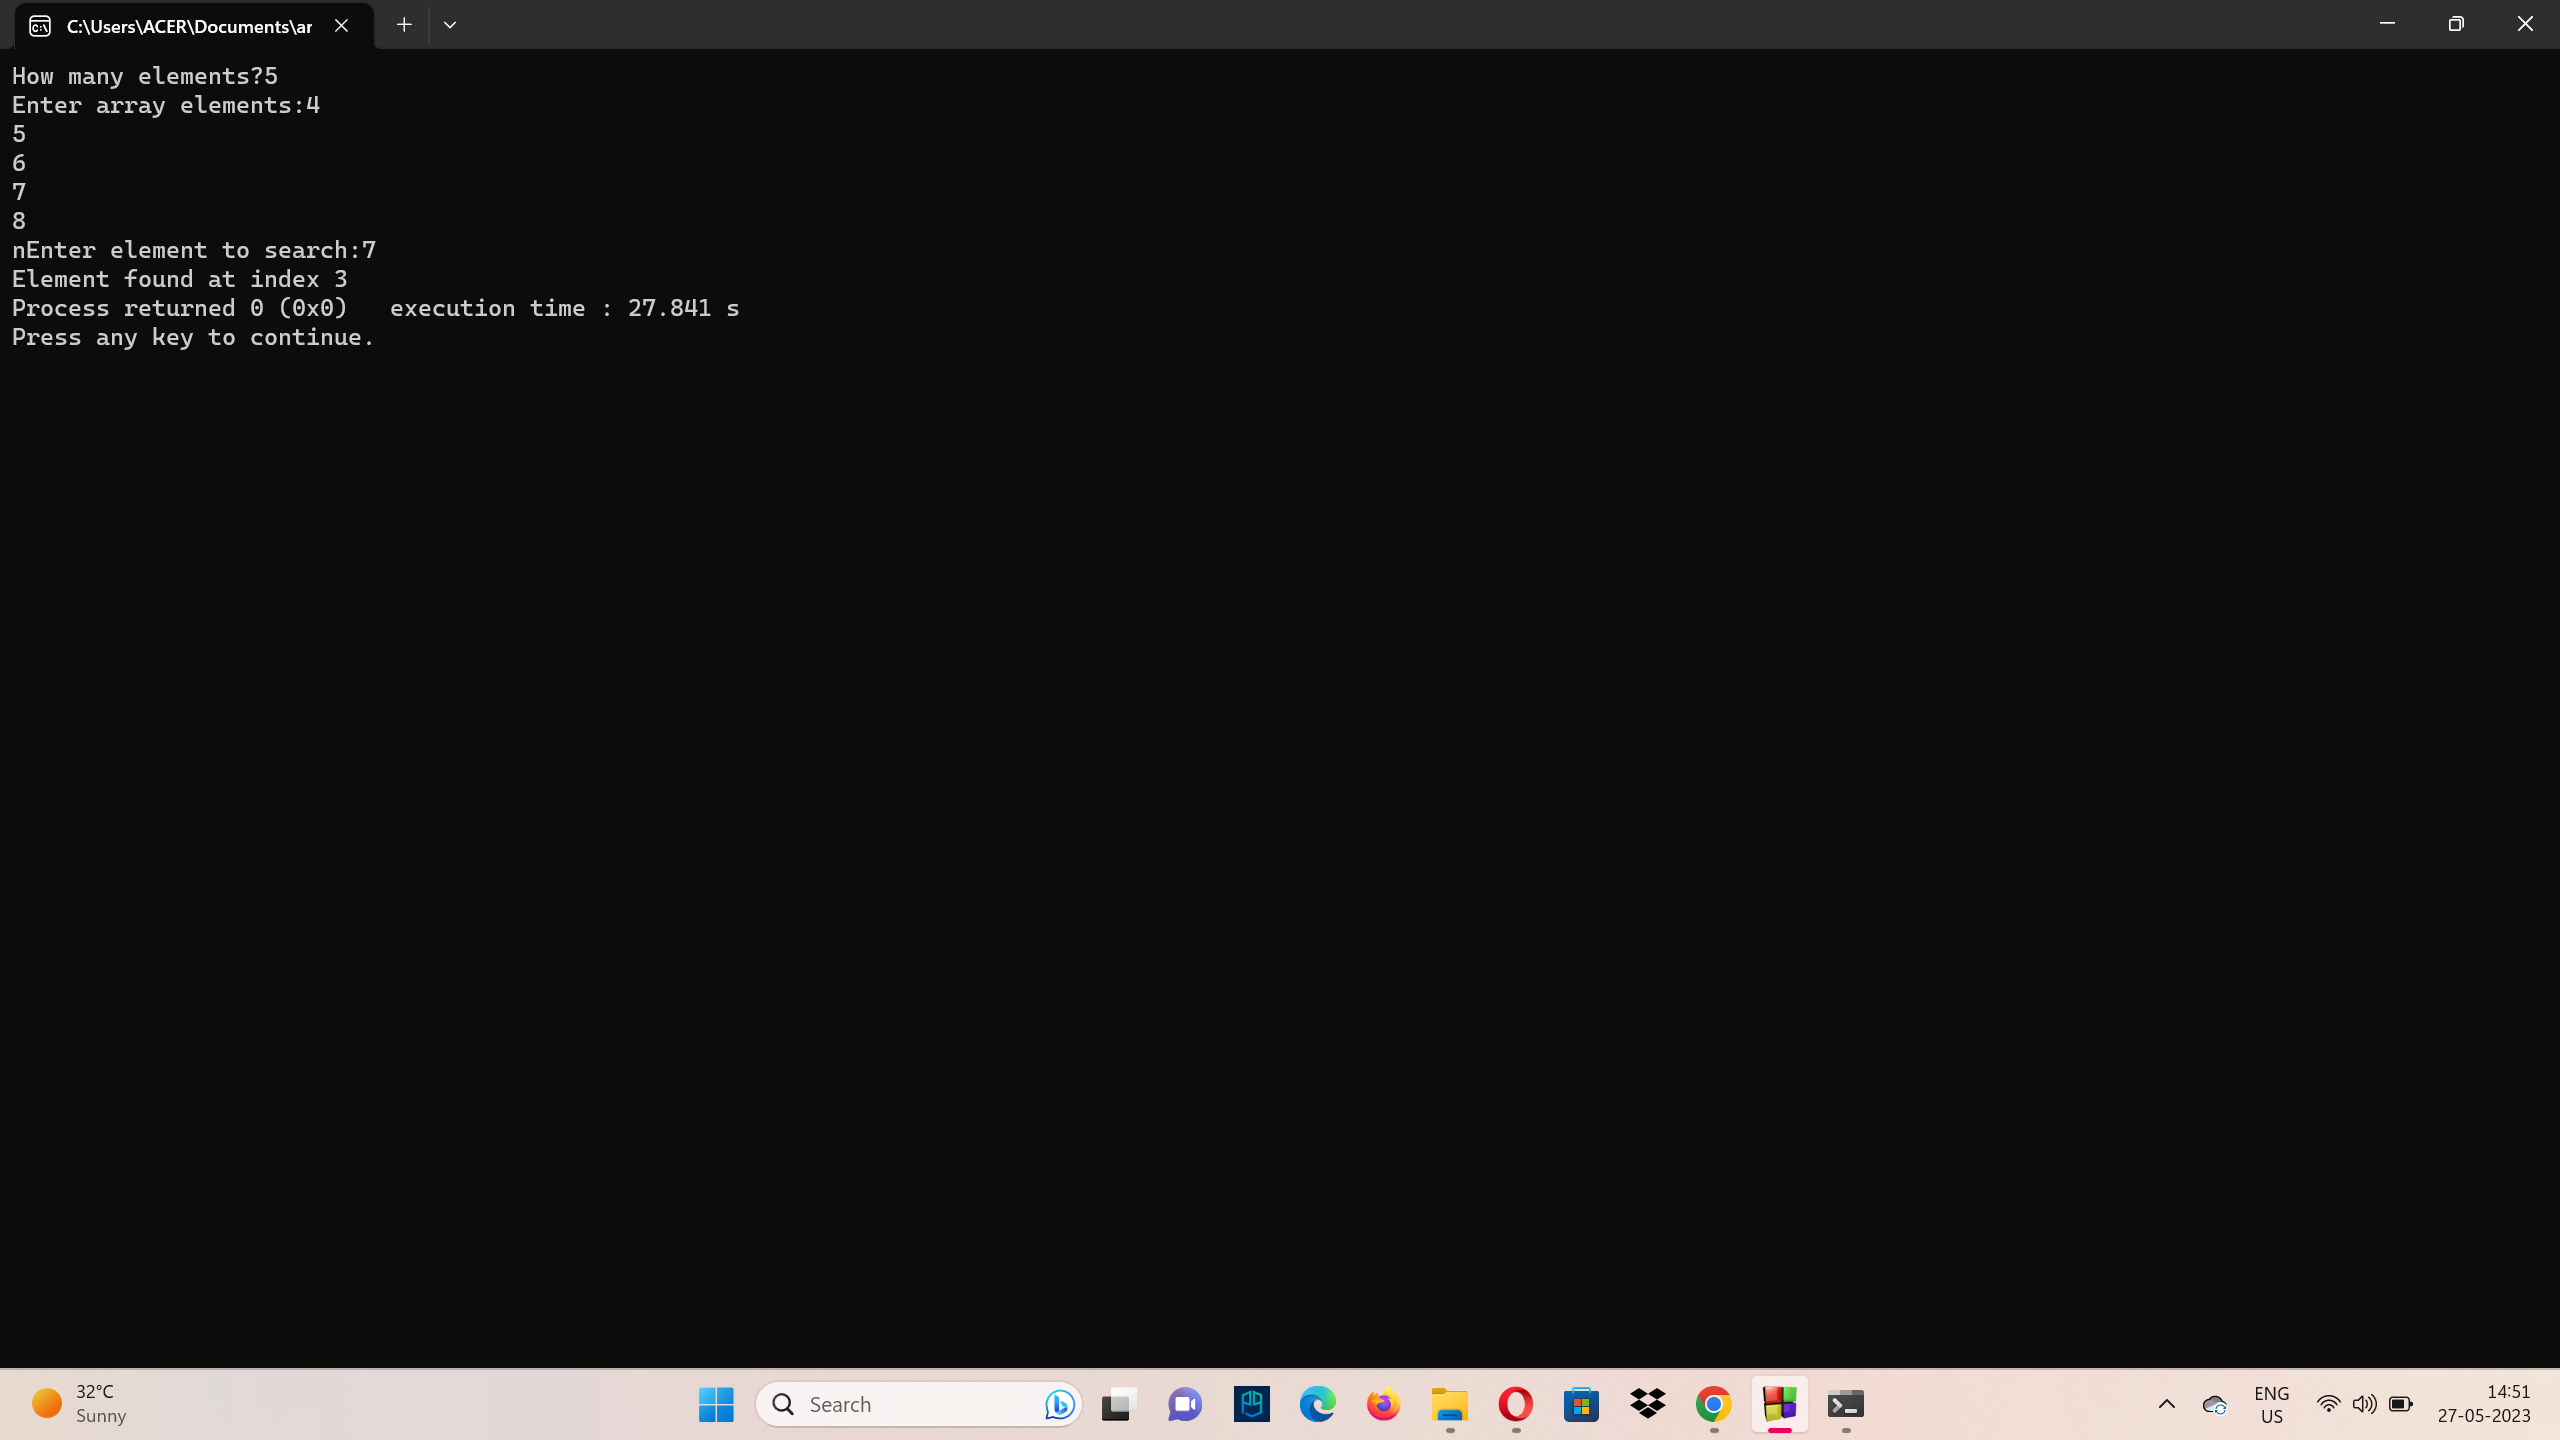 C:\Users\ACER\Documents\ar
How many elements?5
Enter array elements:4
5
6
7
8
nEnter element to search:7
Element found at index 3
Process returned 0 (0x0)   execution time : 27.841 s
Press any key to continue.
32°C
Sunny
Search
ENG
US
14:51
27-05-2023